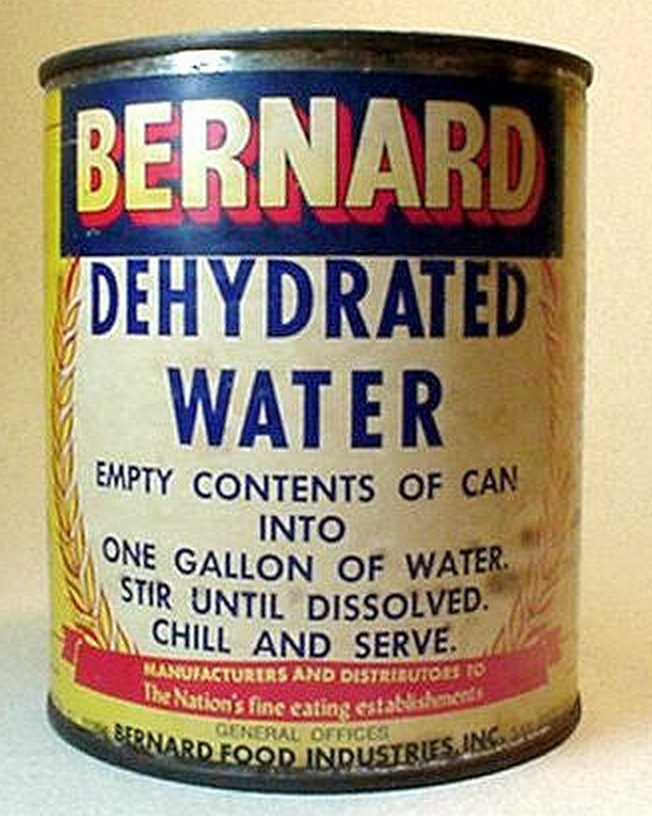 BERNARD
DEHYDRATED
WATER
EMPTY CONTENTS OF CAN
INTO
ONE GALLON OF WATER.
STIR UNTIL DISSOLVED.
CHILL AND SERVE.
MANUFACTURERS AND DISTRIBUTORS TO
The Nation's fine eating establishments
GENERAL OFFICES
BERNARD FOOD INDUSTRIES, INC.